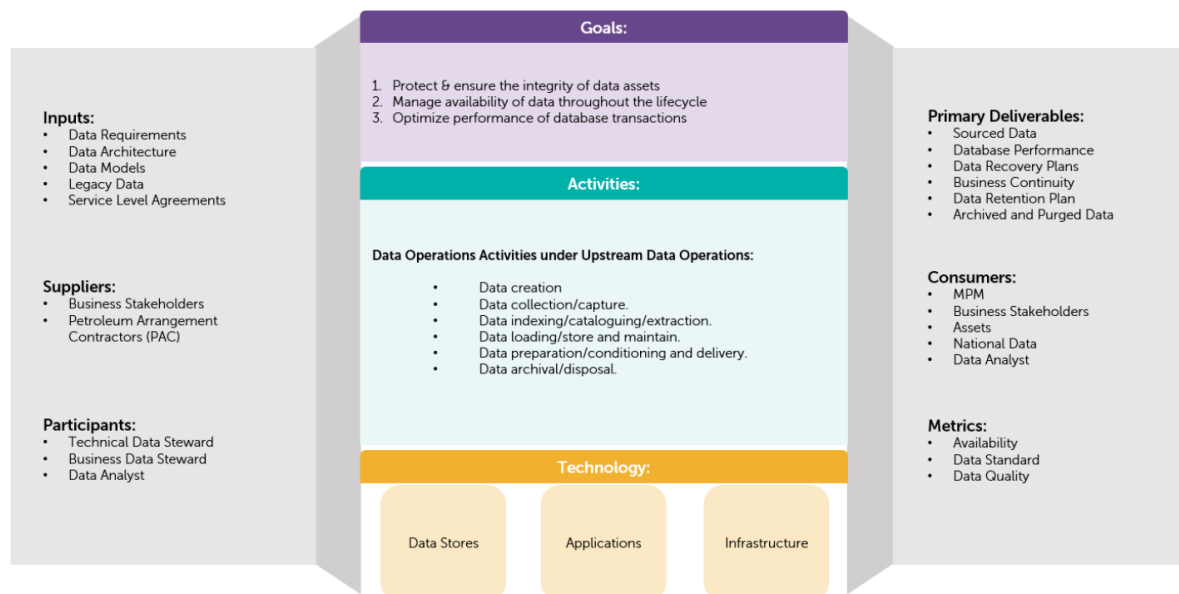 Goals:
1. Protect & ensure the integrity of data assets
2. Manage availability of data throughout the lifecycle
3. Optimize performance of database transactions
Inputs:
• Data Requirements
• Data Architecture
• Data Models
• Legacy Data
• Service Level Agreements
Suppliers:
• Business Stakeholders
• Petroleum Arrangement
Contractors (PAC)
Participants:
• Technical Data Steward
• Business Data Steward
• Data Analyst
Activities:
Data Operations Activities under Upstream Data Operations:
• Data creation
• Data collection/capture.
• Data indexing/cataloguing/extraction.
• Data loading/store and maintain.
• Data preparation/conditioning and delivery.
• Data archival/disposal.
Technology:
Data Stores
Applications
Infrastructure
Primary Deliverables:
• Sourced Data
• Database Performance
• Data Recovery Plans
• Business Continuity
• Data Retention Plan
• Archived and Purged Data
Consumers:
• MPM
• Business Stakeholders
• Assets
• National Data
• Data Analyst
Metrics:
• Availability
• Data Standard
• Data Quality